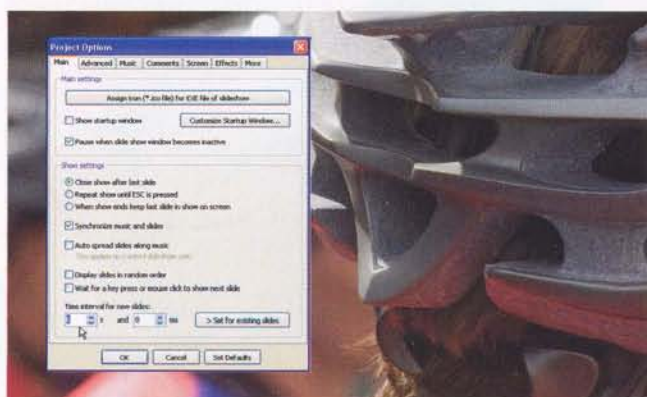 Project Options
Main Advanced Music Comments Screen Effects More
Main settings
Assign icon (*.ico file) for EXE file of slideshow
Show startup window Customize Startup Window...
Pause when slide show window becomes inactive
Show settings
Close show after last slide
Repeat show until ESC is pressed
When show ends keep last slide in show on screen
Synchronize music and slides
Auto spread slides along music
Display slides in random order
Wait for a key press or mouse click to show next slide
Time interval for new slides:
s and 0 ms > Set for existing slides
OK Cancel Set Defaults